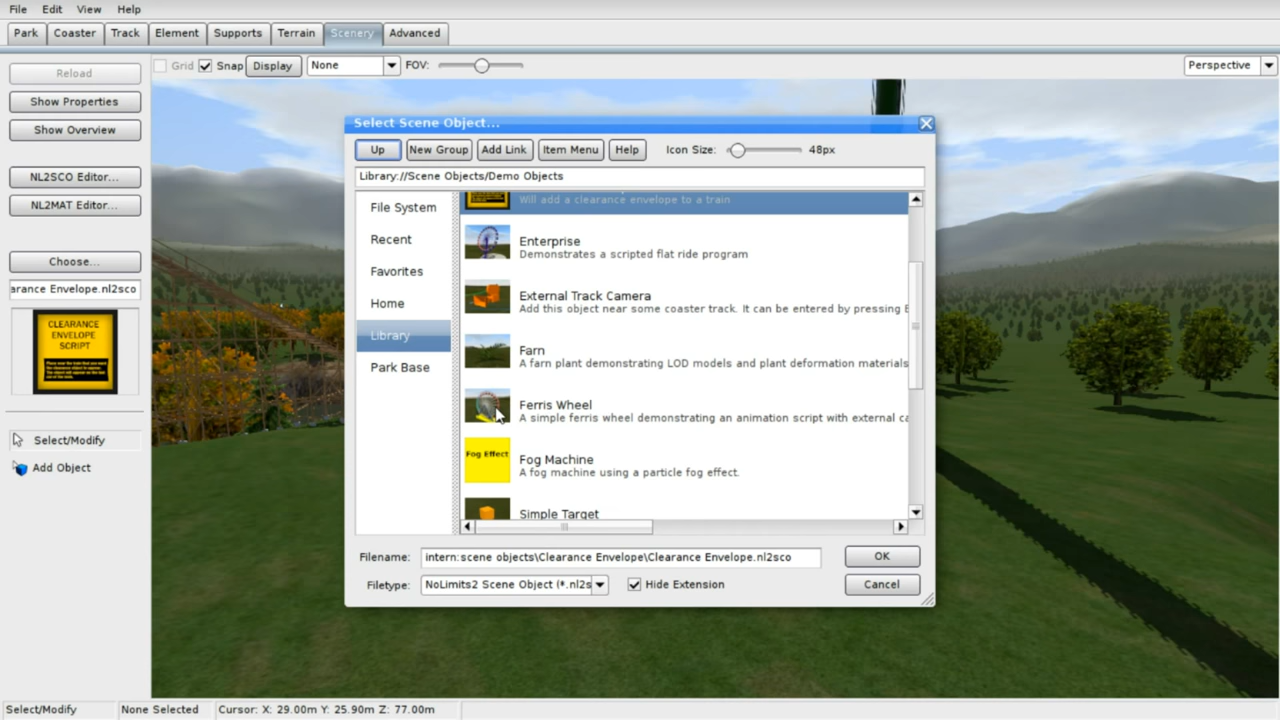 File Edit View Help
Park Coaster Track Element Supports Terrain Scenery Advanced
Reload
Grid Snap Display None FOV: Perspective
Show Properties
Show Overview
NL2SCO Editor...
NL2MAT Editor...
Choose...
arance Envelope.nl2sco
CLEARANCE
ENVELOPE
SCRIPT
Select/Modify
Add Object
Select Scene Object...
Up New Group Add Link Item Menu Help Icon Size: 48px
Library://Scene Objects/Demo Objects
File System
Recent
Favorites
Home
Library
Park Base
Will add a clearance envelope to a train
Enterprise
Demonstrates a scripted flat ride program
External Track Camera
Add this object near some coaster track. It can be entered by pressing
Farn
A farn plant demonstrating LOD models and plant deformation materials
Ferris Wheel
A simple ferris wheel demonstrating an animation script with external ca
Fog Effect
Fog Machine
A fog machine using a particle fog effect.
Simple Target
Filename: intern:scene objects\Clearance Envelope\Clearance Envelope.nl2sco OK
Filetype: NoLimits2 Scene Object (*.nl2s Hide Extension Cancel
Select/Modify None Selected Cursor: X: 29.00m Y: 25.90m Z: 77.00m